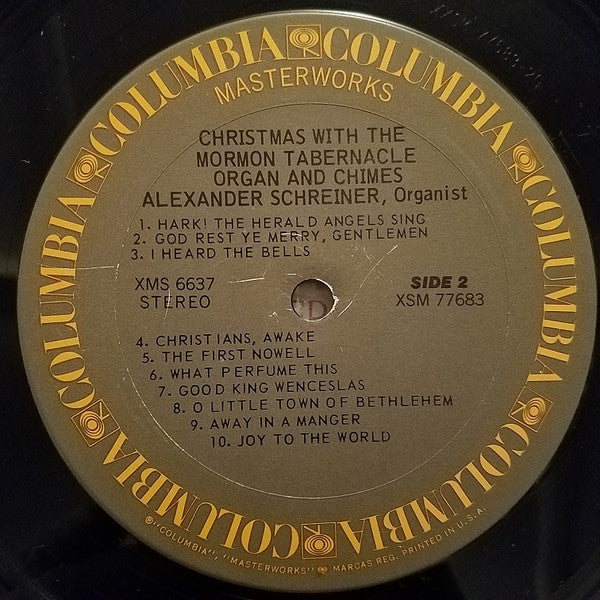 COLUMBIA COLUMBIA COLUMBIA COLUMBIA COLUMBIA COLUMBIA COLUMBIA COLUMBIA
MASTERWORKS
CHRISTMAS WITH THE
MORMON TABERNACLE
ORGAN AND CHIMES
ALEXANDER SCHREINER, Organist
1. HARK! THE HERALD ANGELS SING
2. GOD REST YE MERRY, GENTLEMEN
3. I HEARD THE BELLS
XMS 6637
STEREO
SIDE 2
XSM 77683
4. CHRISTIANS, AWAKE
5. THE FIRST NOWELL
6. WHAT PERFUME THIS
7. GOOD KING WENCESLAS
8. O LITTLE TOWN OF BETHLEHEM
9. AWAY IN A MANGER
10. JOY TO THE WORLD
®"COLUMBIA", "MASTERWORKS" MARCAS REG. PRINTED IN U.S.A.